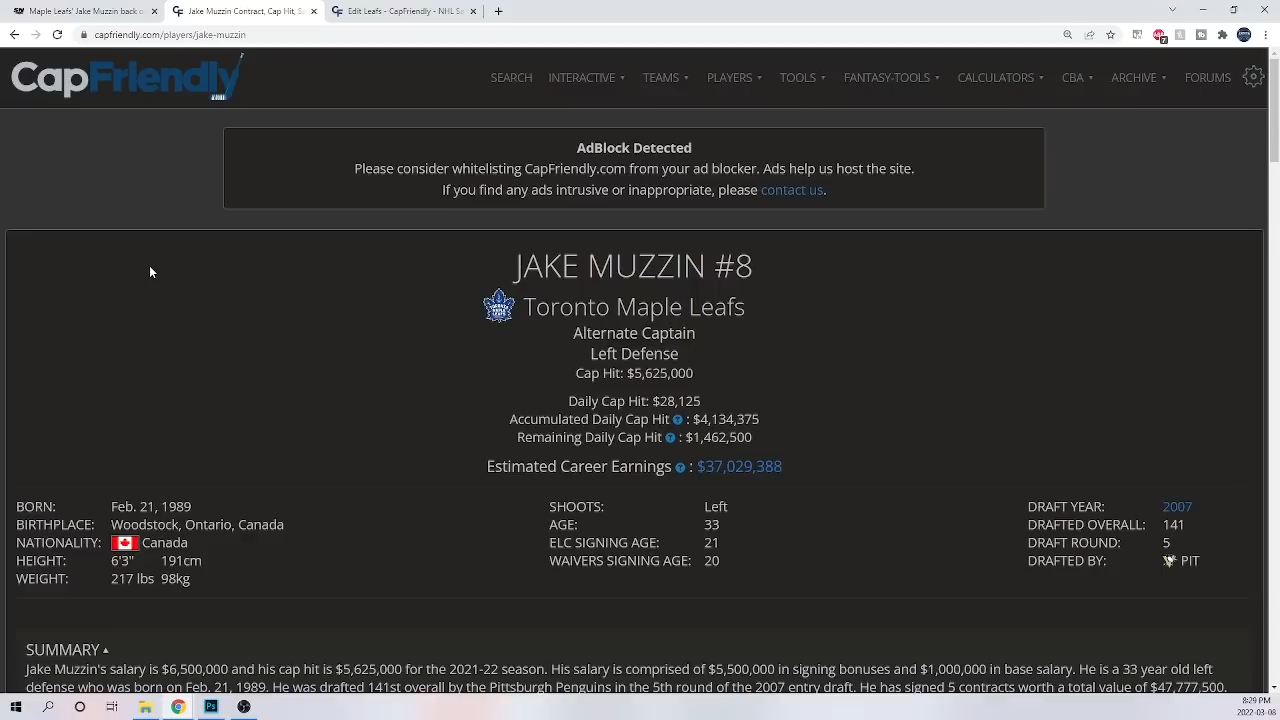 Maple Leafs' Jake Muzzin back o
Jake Muzzin Contract, Cap Hit, S
Edit Leafs - CapFriendly - NHL Sa
capfriendly.com/players/jake-muzzin
CapFriendly
SEARCH INTERACTIVE TEAMS PLAYERS TOOLS FANTASY-TOOLS CALCULATORS CBA ARCHIVE FORUMS
AdBlock Detected
Please consider whitelisting CapFriendly.com from your ad blocker. Ads help us host the site.
If you find any ads intrusive or inappropriate, please contact us.
JAKE MUZZIN #8
Toronto Maple Leafs
Alternate Captain
Left Defense
Cap Hit: $5,625,000
Daily Cap Hit: $28,125
Accumulated Daily Cap Hit : $4,134,375
Remaining Daily Cap Hit : $1,462,500
Estimated Career Earnings : $37,029,388
BORN: Feb. 21, 1989 SHOOTS: Left DRAFT YEAR: 2007
BIRTHPLACE: Woodstock, Ontario, Canada AGE: 33 DRAFTED OVERALL: 141
NATIONALITY: Canada ELC SIGNING AGE: 21 DRAFT ROUND: 5
HEIGHT: 6'3" 191cm WAIVERS SIGNING AGE: 20 DRAFTED BY: PIT
WEIGHT: 217 lbs 98kg
SUMMARY
Jake Muzzin's salary is $6,500,000 and his cap hit is $5,625,000 for the 2021-22 season. His salary is comprised of $5,500,000 in signing bonuses and $1,000,000 in base salary. He is a 33 year old left
defense who was born on Feb. 21, 1989. He was drafted 141st overall by the Pittsburgh Penguins in the 5th round of the 2007 entry draft. He has signed 5 contracts worth a total value of $47,777,500.
8:29 PM
2022-03-08